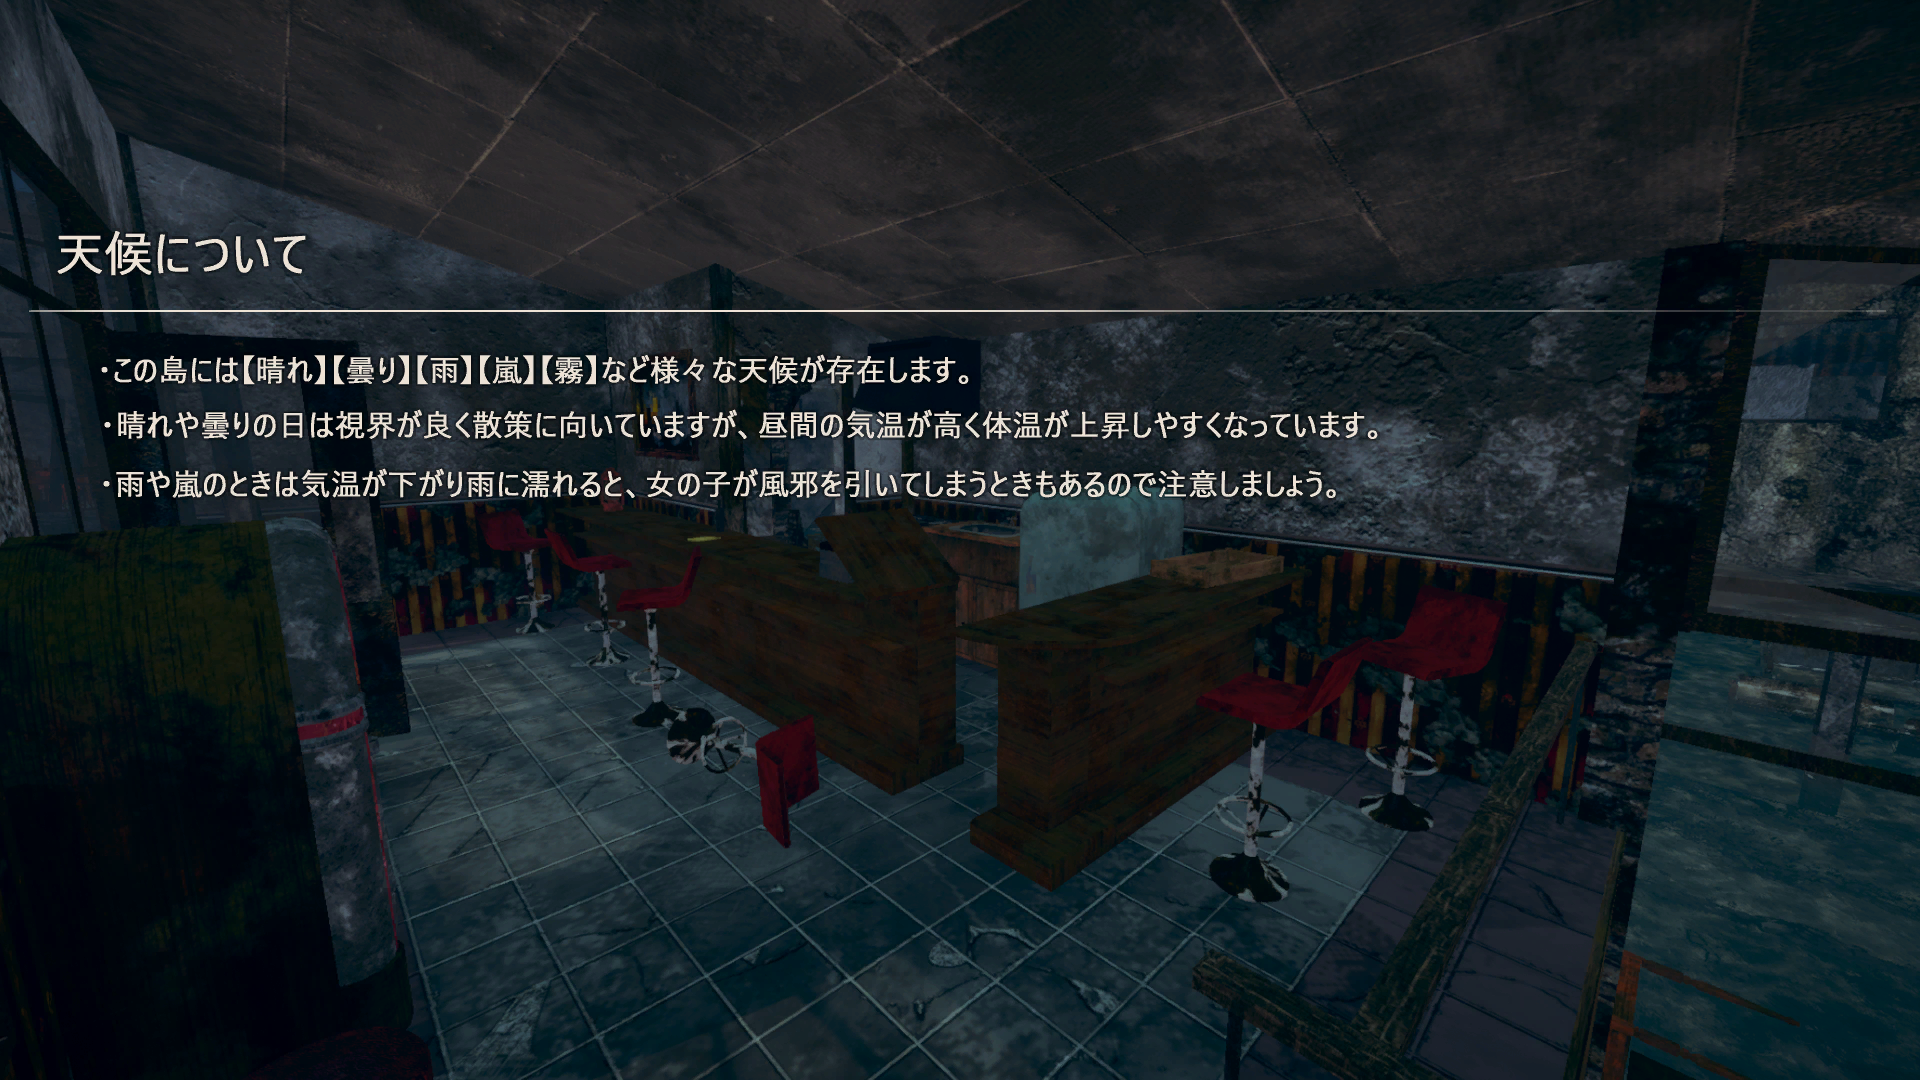 天候について
・この島には【晴れ】【曇り】【雨】【嵐】【霧】など様々な天候が存在します。
・晴れや曇りの日は視界が良く散策に向いていますが、昼間の気温が高く体温が上昇しやすくなっています。
・雨や嵐のときは気温が下がり雨に濡れると、女の子が風邪を引いてしまうときもあるので注意しましょう。